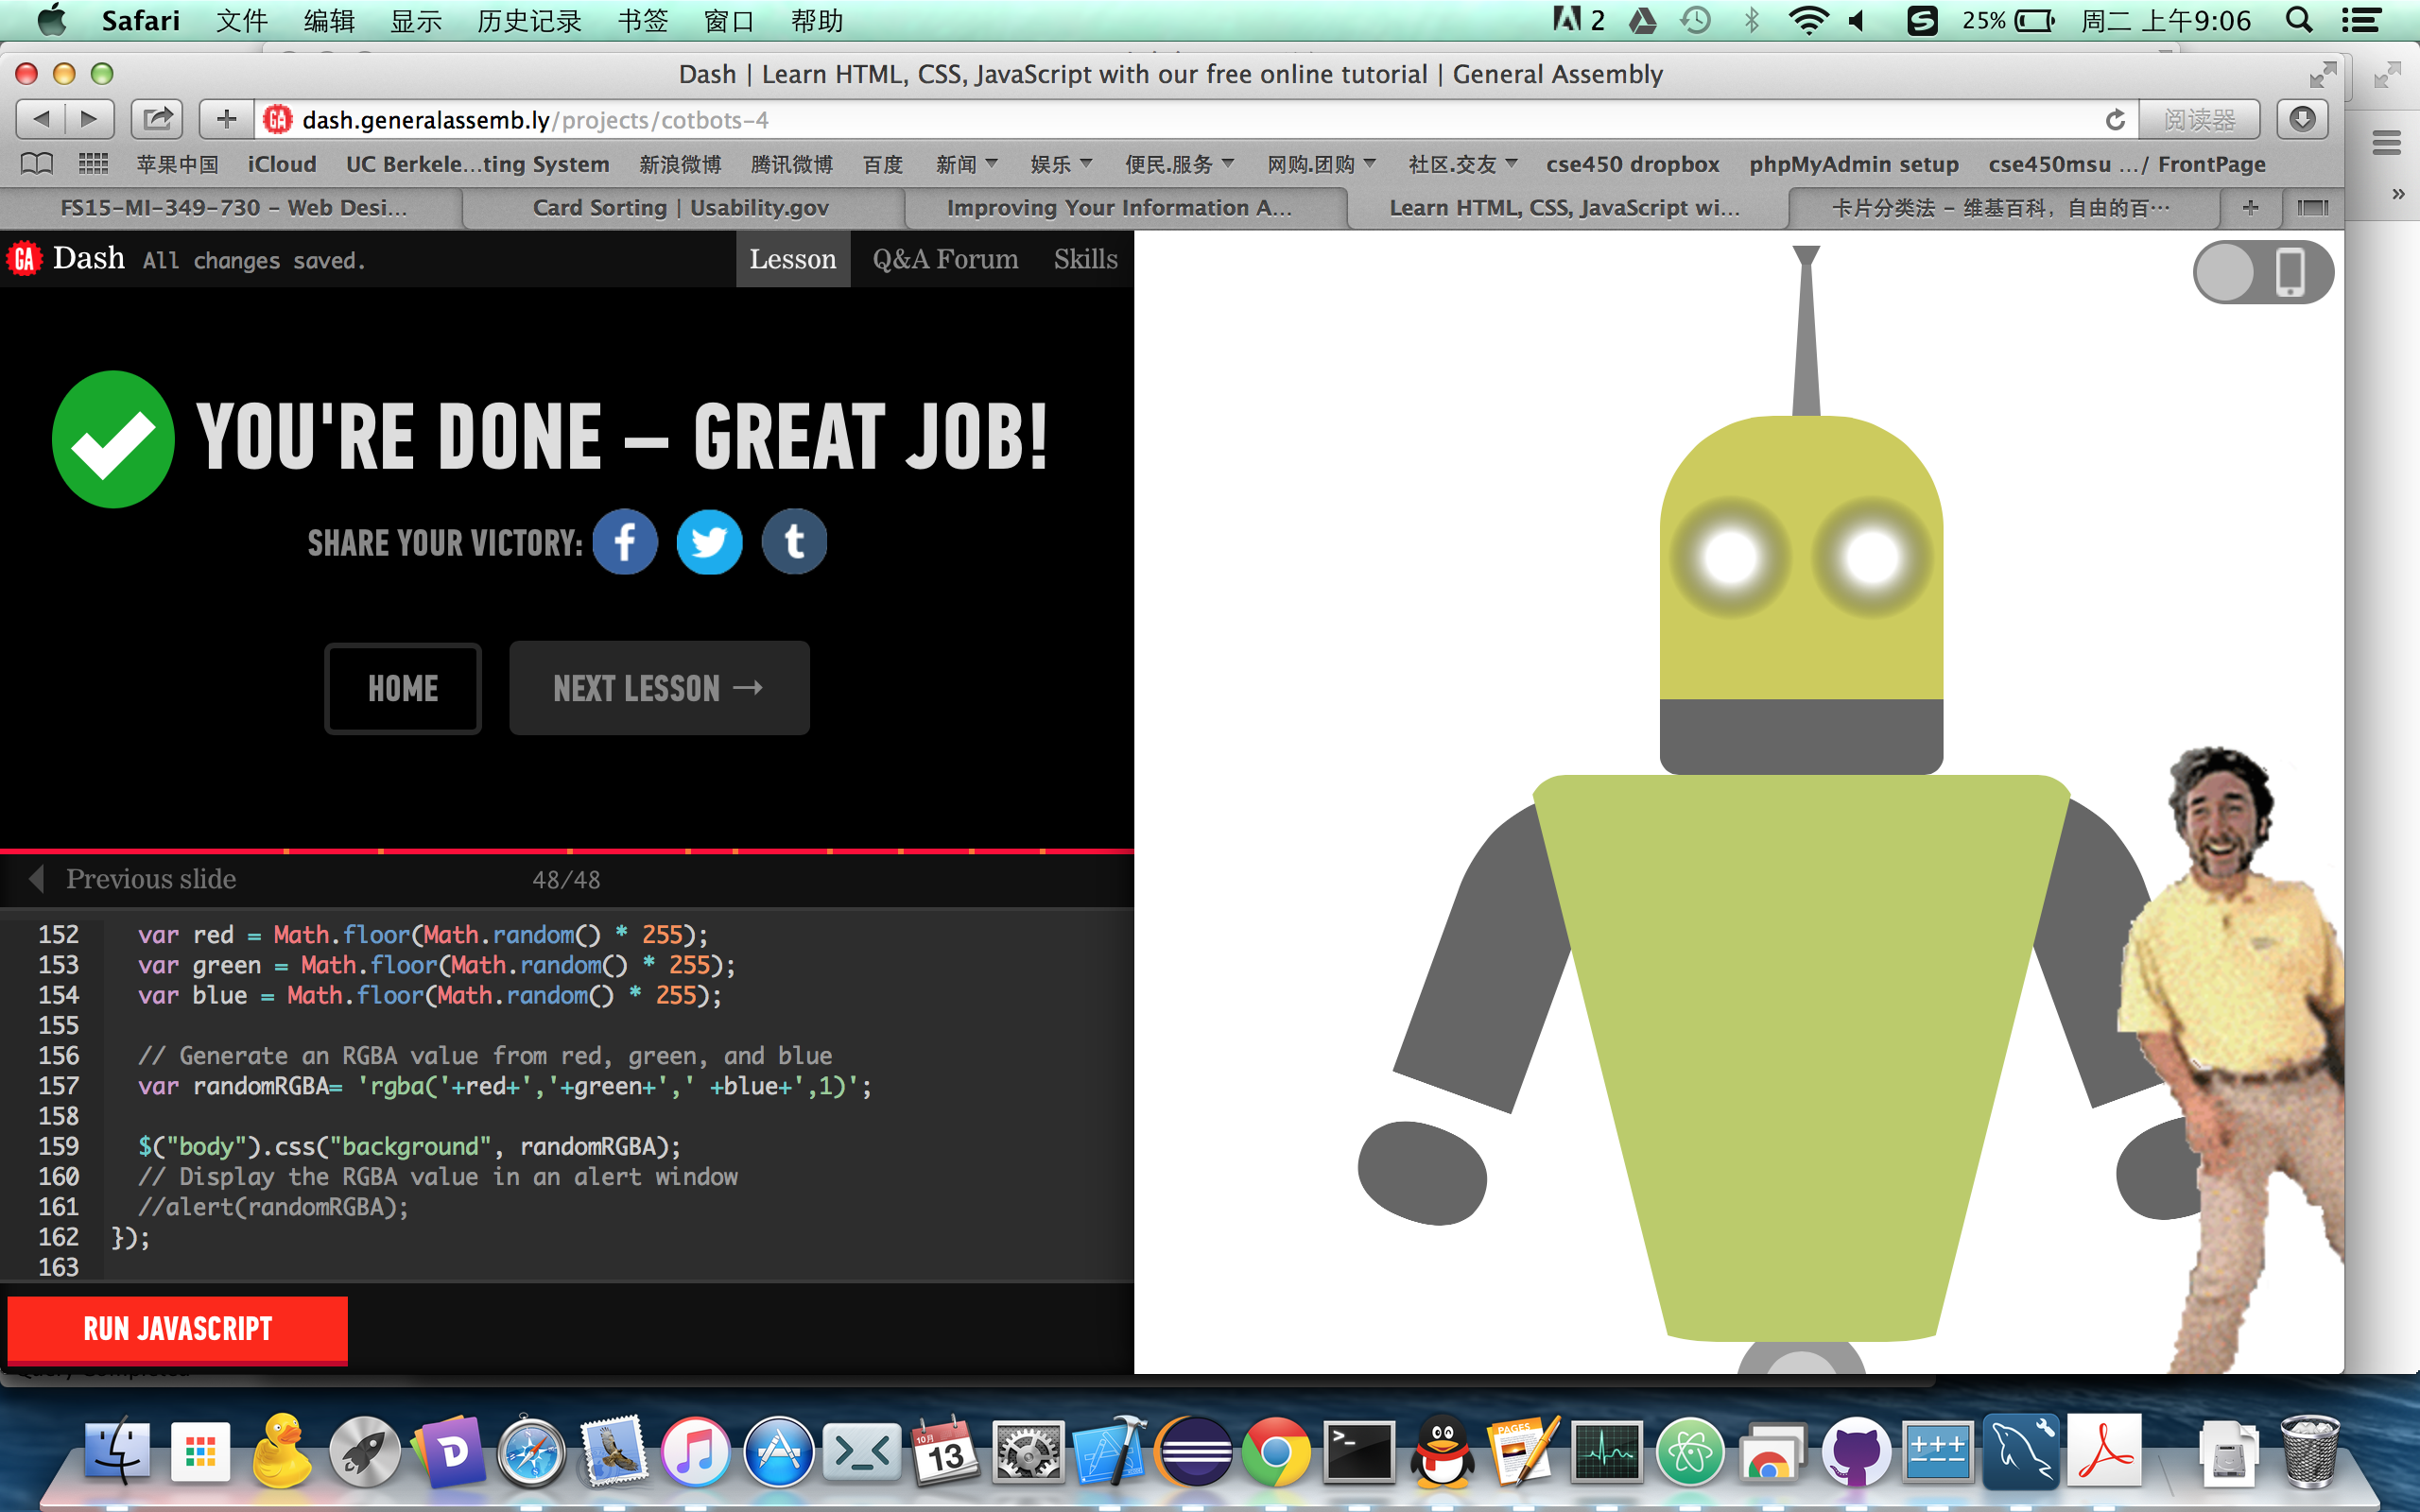 Safari 文件 编辑 显示 历史记录 书签 窗口 帮助 2 25% 周二 上午9:06
Dash | Learn HTML, CSS, JavaScript with our free online tutorial | General Assembly
GA dash.generalassemb.ly/projects/cotbots-4 阅读器
苹果中国 iCloud UC Berkele...ting System 新浪微博 腾讯微博 百度 新闻 娱乐 便民.服务 网购.团购 社区.交友 cse450 dropbox phpMyAdmin setup cse450msu .../ FrontPage
FS15-MI-349-730 – Web Desi... Card Sorting | Usability.gov Improving Your Information A... Learn HTML, CSS, JavaScript wi... 卡片分类法 – 维基百科，自由的百…
GA Dash All changes saved. Lesson Q&A Forum Skills
YOU'RE DONE – GREAT JOB!
SHARE YOUR VICTORY: f t
HOME NEXT LESSON →
Previous slide 48/48
152 var red = Math.floor(Math.random() * 255);
153 var green = Math.floor(Math.random() * 255);
154 var blue = Math.floor(Math.random() * 255);
155
156 // Generate an RGBA value from red, green, and blue
157 var randomRGBA= 'rgba('+red+','+green+',' +blue+',1)';
158
159 $("body").css("background", randomRGBA);
160 // Display the RGBA value in an alert window
161 //alert(randomRGBA);
162 });
163
RUN JAVASCRIPT
D 10月 13 PAGES